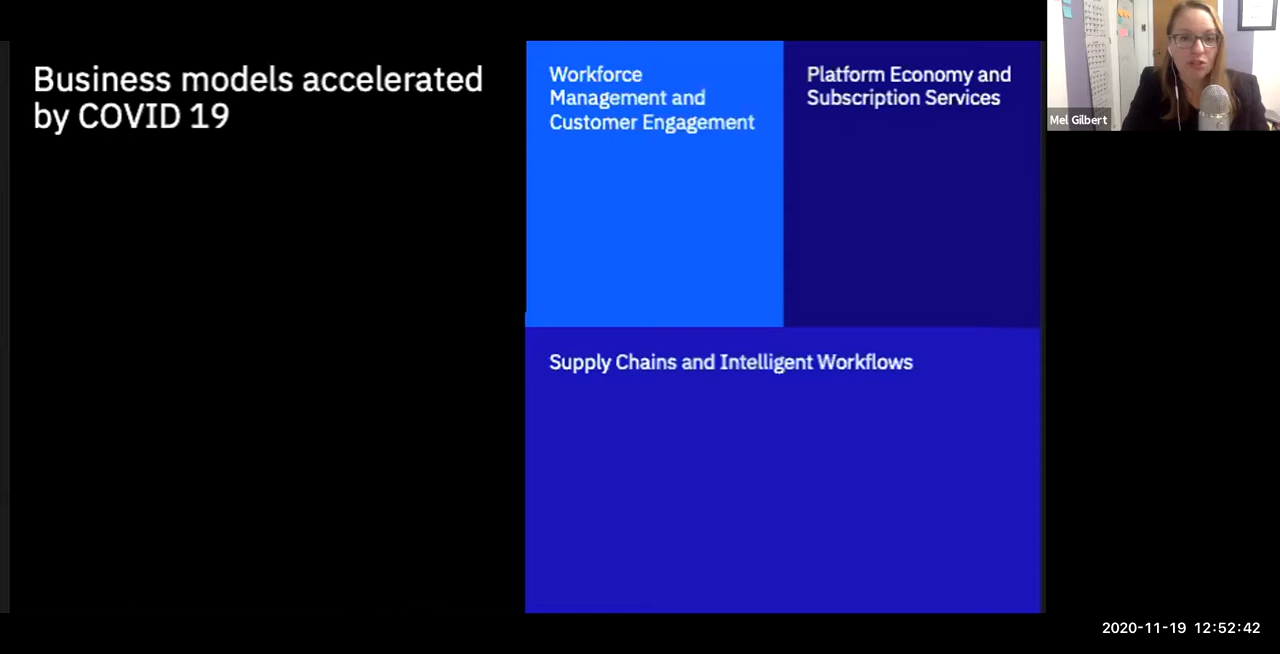 Business models accelerated
by COVID 19
Workforce
Management and
Customer Engagement
Platform Economy and
Subscription Services
Supply Chains and Intelligent Workflows
Mel Gilbert
2020-11-19 12:52:42